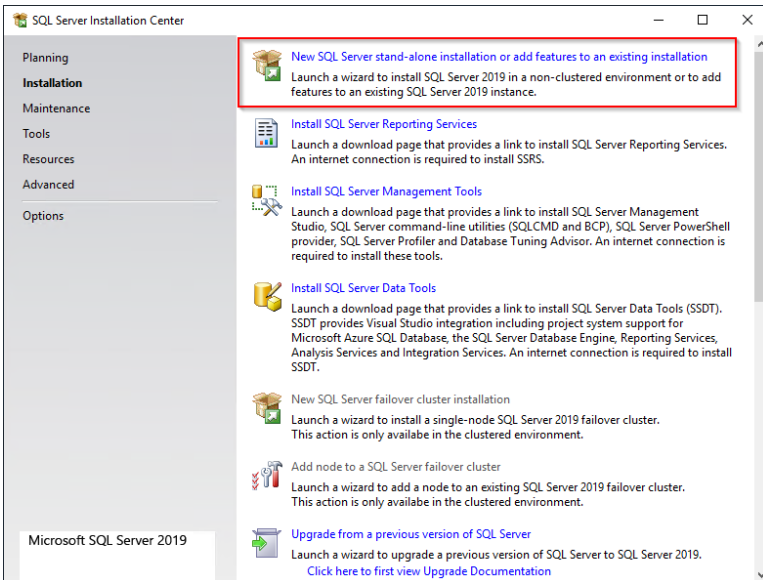 SQL Server Installation Center
Planning
Installation
Maintenance
Tools
Resources
Advanced
Options
Microsoft SQL Server 2019
New SQL Server stand-alone installation or add features to an existing installation
Launch a wizard to install SQL Server 2019 in a non-clustered environment or to add
features to an existing SQL Server 2019 instance.
Install SQL Server Reporting Services
Launch a download page that provides a link to install SQL Server Reporting Services.
An internet connection is required to install SSRS.
Install SQL Server Management Tools
Launch a download page that provides a link to install SQL Server Management
Studio, SQL Server command-line utilities (SQLCMD and BCP), SQL Server PowerShell
provider, SQL Server Profiler and Database Tuning Advisor. An internet connection is
required to install these tools.
Install SQL Server Data Tools
Launch a download page that provides a link to install SQL Server Data Tools (SSDT).
SSDT provides Visual Studio integration including project system support for
Microsoft Azure SQL Database, the SQL Server Database Engine, Reporting Services,
Analysis Services and Integration Services. An internet connection is required to install
SSDT.
New SQL Server failover cluster installation
Launch a wizard to install a single-node SQL Server 2019 failover cluster.
This action is only availabe in the clustered environment.
Add node to a SQL Server failover cluster
Launch a wizard to add a node to an existing SQL Server 2019 failover cluster.
This action is only availabe in the clustered environment.
Upgrade from a previous version of SQL Server
Launch a wizard to upgrade a previous version of SQL Server to SQL Server 2019.
Click here to first view Upgrade Documentation